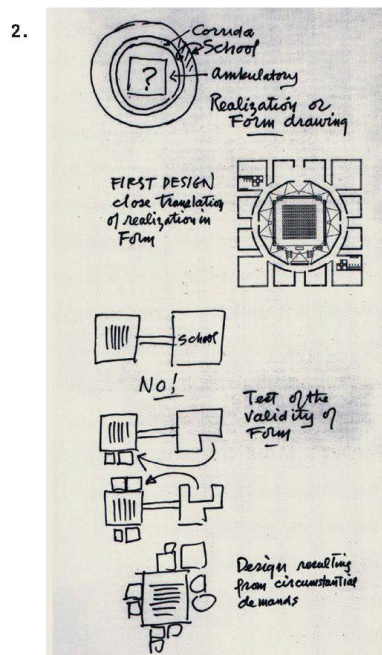 2.
Corridor
School
?
Ambulatory
Realization or
Form drawing
FIRST DESIGN
close translation
of realization in
Form
School
NO!
Test of the
validity of
Form
Design resulting
from circumstantial
demands